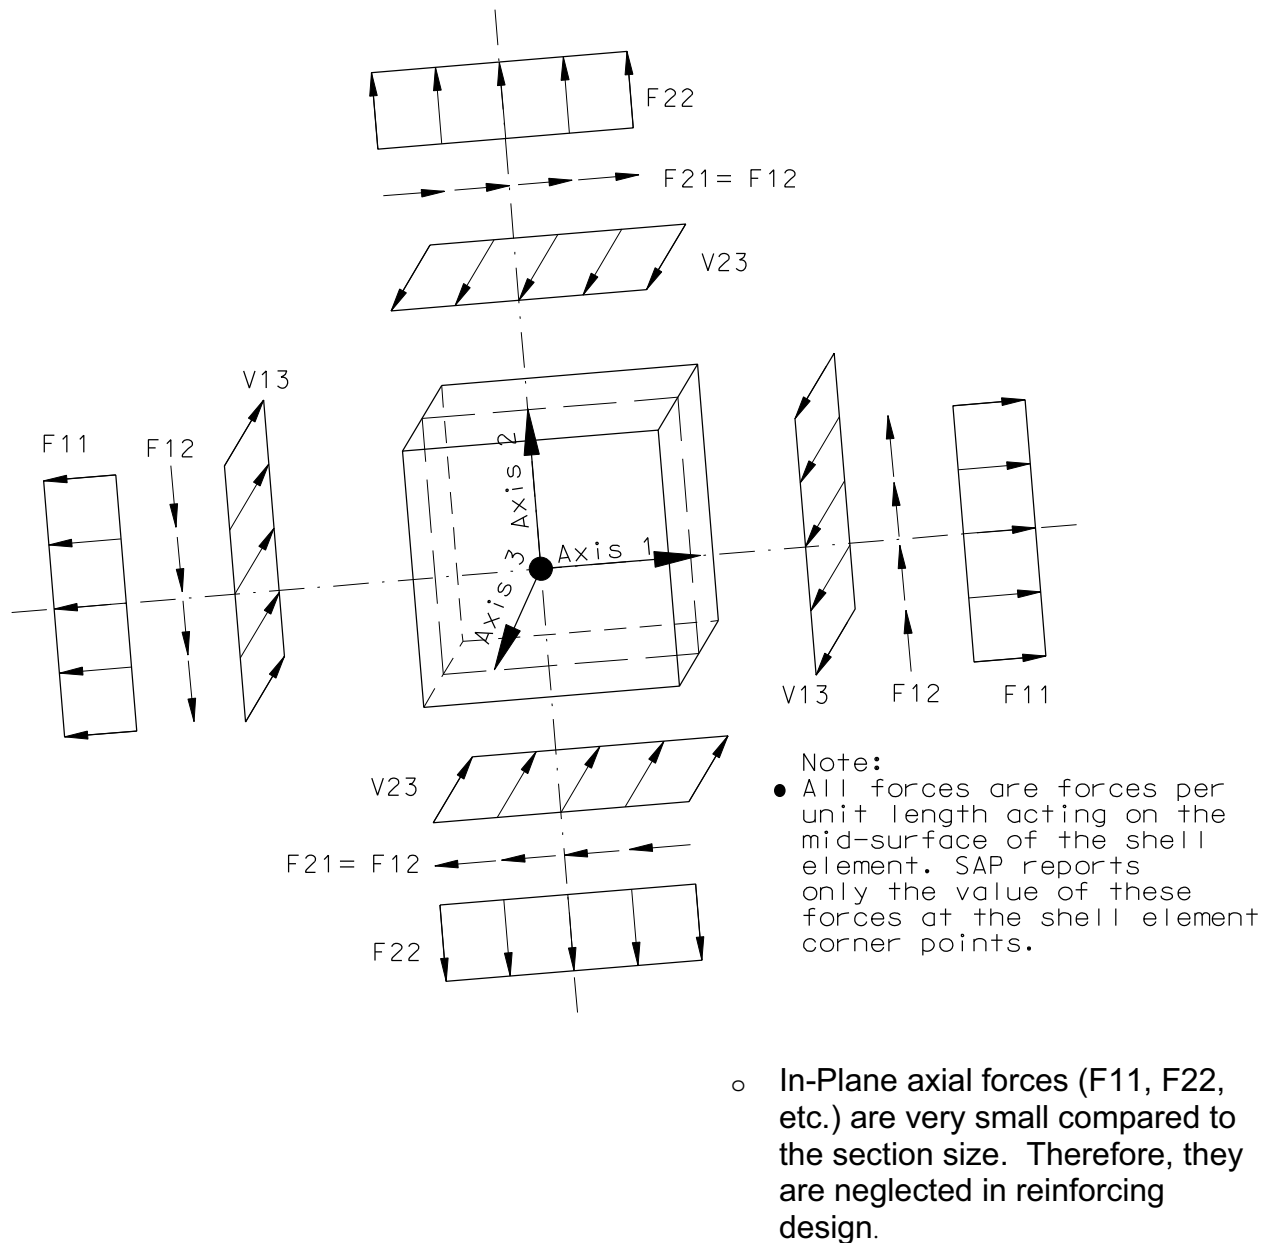 F22
F21= F12
V23
V13
F11
F12
Axis 2
Axis 1
Axis 3
V13
F12
F11
V23
F21= F12
F22
Note:
● All forces are forces per
unit length acting on the
mid-surface of the shell
element. SAP reports
only the value of these
forces at the shell element
corner points.
o In-Plane axial forces (F11, F22,
etc.) are very small compared to
the section size. Therefore, they
are neglected in reinforcing
design.